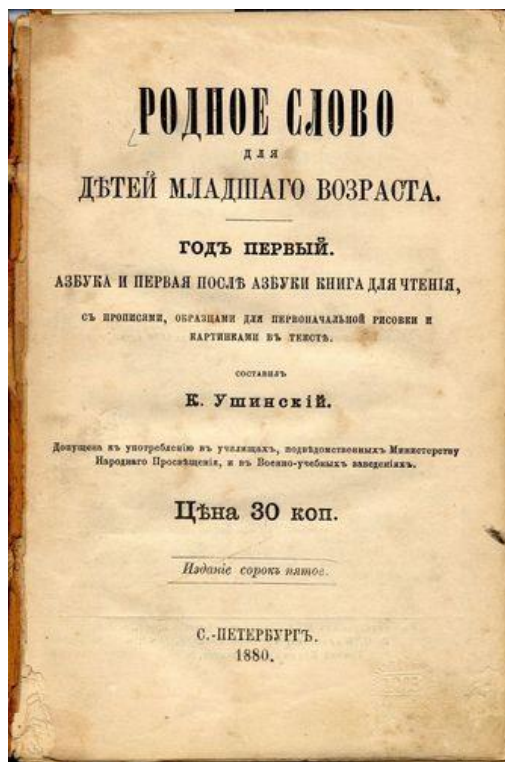 РОДНОЕ СЛОВО
ДЛЯ
ДѢТЕЙ МЛАДШАГО ВОЗРАСТА.
ГОДЪ ПЕРВЫЙ.
АЗБУКА И ПЕРВАЯ ПОСЛѢ АЗБУКИ КНИГА ДЛЯ ЧТЕНІЯ,
СЪ ПРОПИСЯМИ, ОБРАЗЦАМИ ДЛЯ ПЕРВОНАЧАЛЬНОЙ РИСОВКИ И
КАРТИНКАМИ ВЪ ТЕКСТѢ.
СОСТАВИЛЪ
К. Ушинскій.
Допущена къ употребленію въ училищахъ, подвѣдомственныхъ Министерству
Народнаго Просвѣщенія, и въ Военно-учебныхъ заведеніяхъ.
Цѣна 30 коп.
Изданіе сорокъ пятое.
С.-ПЕТЕРБУРГЪ.
1880.